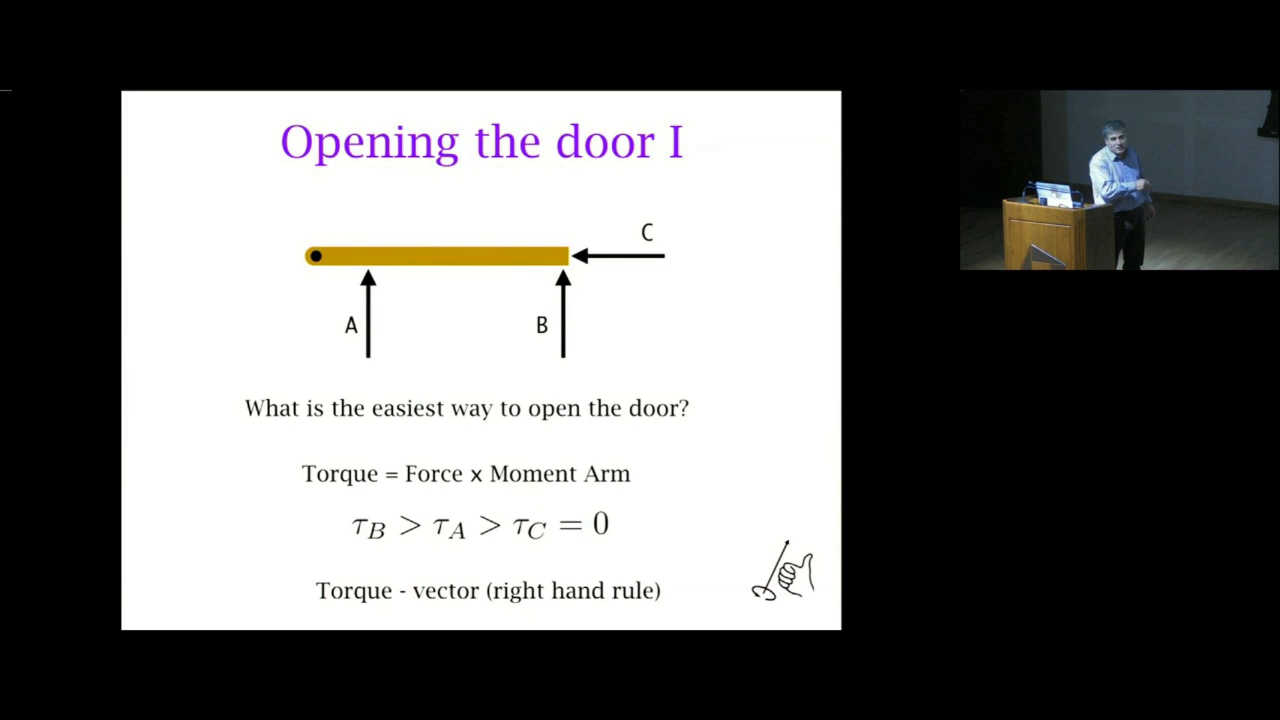 Opening the door I
C
A
B
What is the easiest way to open the door?
Torque = Force x Moment Arm
τ_B > τ_A > τ_C = 0
Torque - vector (right hand rule)